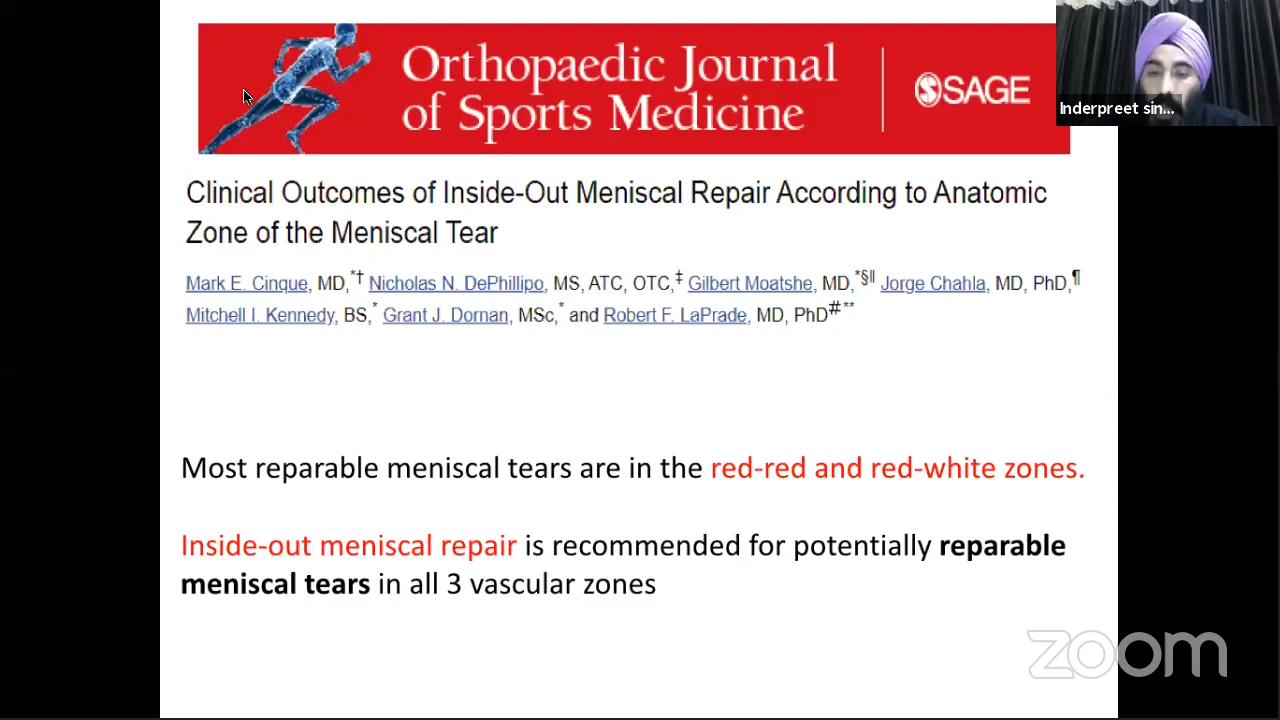 Orthopaedic Journal
of Sports Medicine
SAGE
Inderpreet sin...
Clinical Outcomes of Inside-Out Meniscal Repair According to Anatomic
Zone of the Meniscal Tear
Mark E. Cinque, MD,*† Nicholas N. DePhillipo, MS, ATC, OTC,‡ Gilbert Moatshe, MD,*§‖ Jorge Chahla, MD, PhD,¶
Mitchell I. Kennedy, BS,* Grant J. Dornan, MSc,* and Robert F. LaPrade, MD, PhD#**
Most reparable meniscal tears are in the red-red and red-white zones.
Inside-out meniscal repair is recommended for potentially reparable
meniscal tears in all 3 vascular zones
zoom